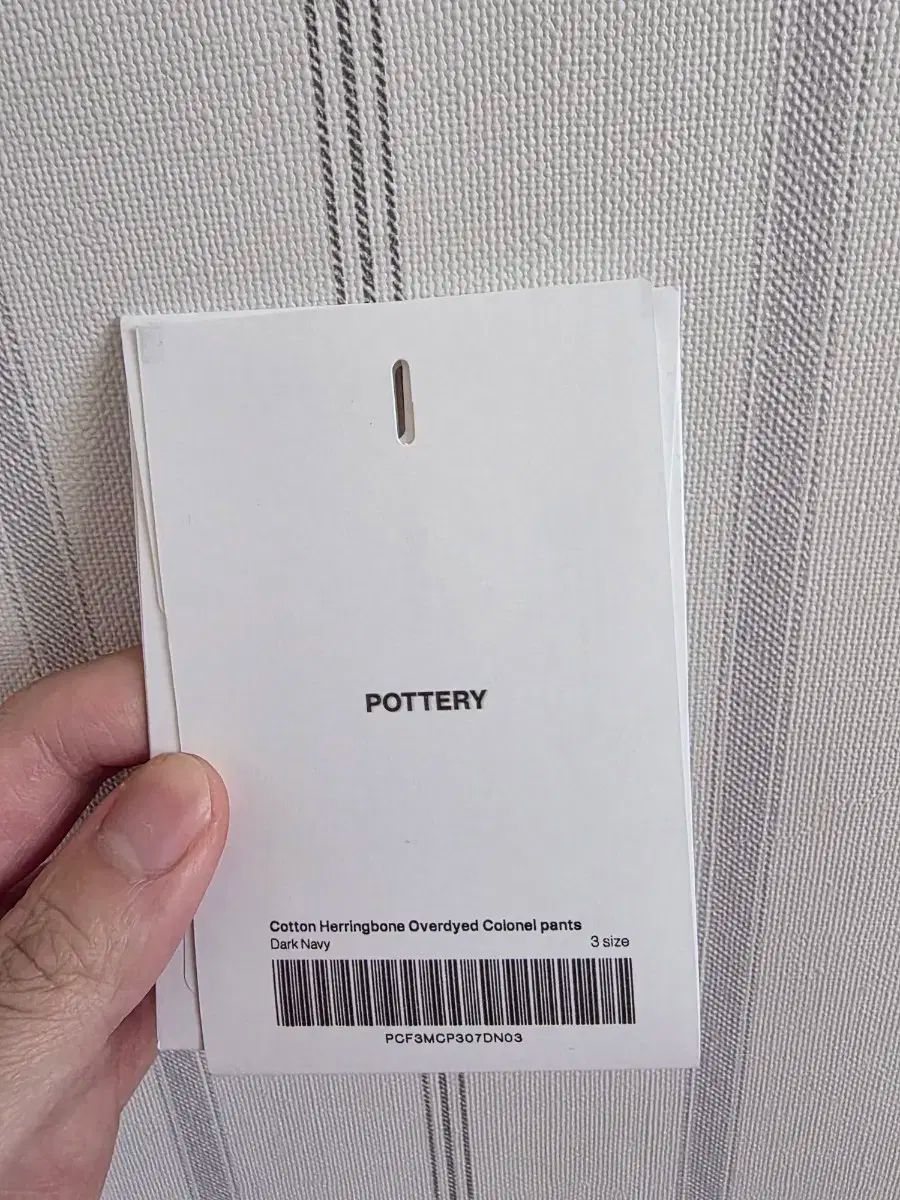 POTTERY
Cotton Herringbone Overdyed Colonel pants
Dark Navy 3 size
PCF3MCP307DN03